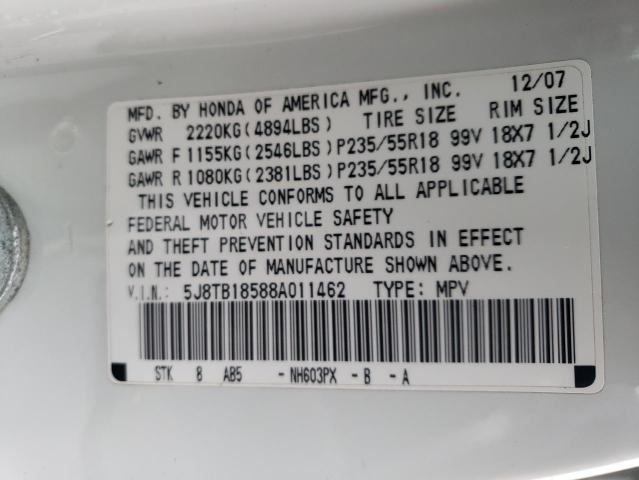 MFD. BY HONDA OF AMERICA MFG., INC. 12/07
GVWR 2220KG(4894LBS) TIRE SIZE RIM SIZE
GAWR F1155KG(2546LBS)P235/55R18 99V 18X7 1/2J
GAWR R1080KG(2381LBS)P235/55R18 99V 18X7 1/2J
THIS VEHICLE CONFORMS TO ALL APPLICABLE
FEDERAL MOTOR VEHICLE SAFETY
AND THEFT PREVENTION STANDARDS IN EFFECT
ON THE DATE OF MANUFACTURE SHOWN ABOVE.
V.I.N.: 5J8TB18588A011462 TYPE: MPV
STK 8 AB5 -NH603PX -B -A